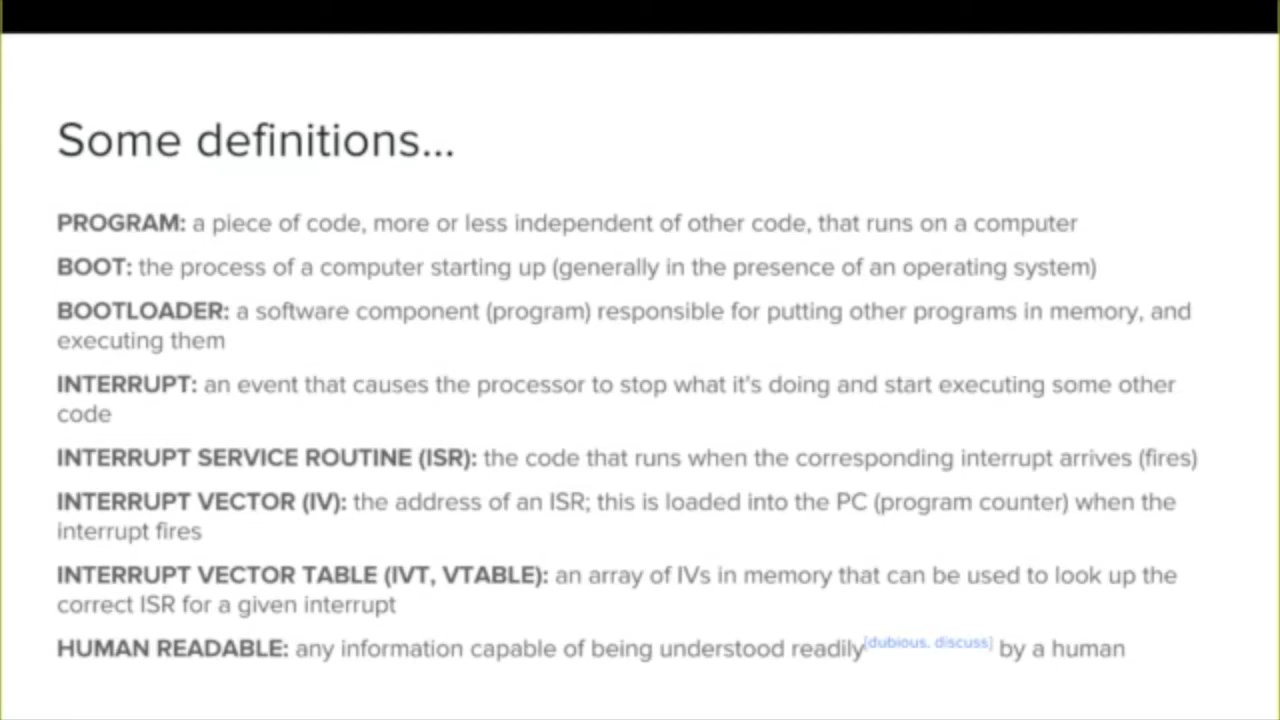 Some definitions...
PROGRAM: a piece of code, more or less independent of other code, that runs on a computer
BOOT: the process of a computer starting up (generally in the presence of an operating system)
BOOTLOADER: a software component (program) responsible for putting other programs in memory, and
executing them
INTERRUPT: an event that causes the processor to stop what it's doing and start executing some other
code
INTERRUPT SERVICE ROUTINE (ISR): the code that runs when the corresponding interrupt arrives (fires)
INTERRUPT VECTOR (IV): the address of an ISR; this is loaded into the PC (program counter) when the
interrupt fires
INTERRUPT VECTOR TABLE (IVT, VTABLE): an array of IVs in memory that can be used to look up the
correct ISR for a given interrupt
HUMAN READABLE: any information capable of being understood readily[dubious. discuss] by a human